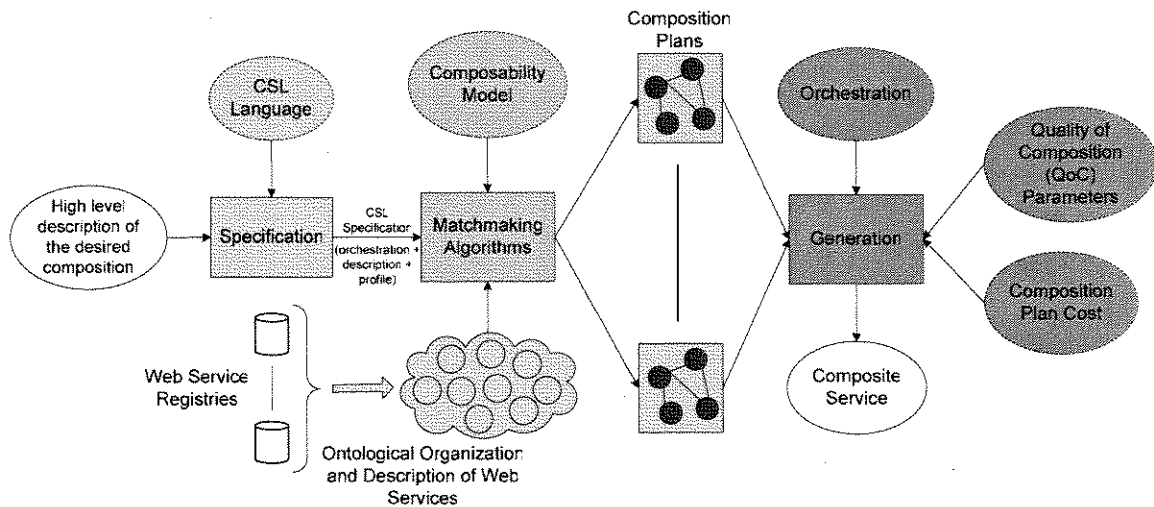 Composition
Plans
CSL
Language
Composability
Model
Orchestration
Quality of
Composition
(QoC)
Parameters
High level
description of
the desired
composition
Specification
CSL
Specification
(orchestration +
description +
profile)
Matchmaking
Algorithms
Generation
Composition
Plan Cost
Web Service
Registries
Composite
Service
Ontological Organization
and Description of Web
Services